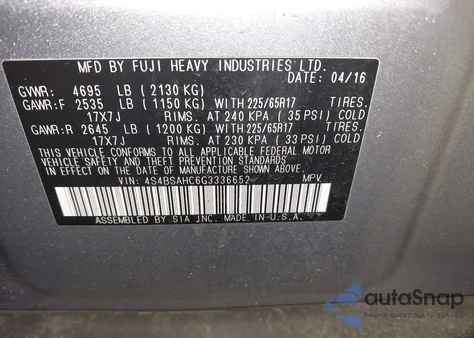 MFD BY FUJI HEAVY INDUSTRIES LTD.
DATE: 04/16
GVWR: 4695 LB ( 2130 KG)
GAWR:F 2535 LB ( 1150 KG) WITH 225/65R17 TIRES.
17X7J RIMS. AT 240 KPA ( 35 PSI) COLD
GAWR:R 2645 LB ( 1200 KG) WITH 225/65R17 TIRES.
17X7J RIMS. AT 230 KPA ( 33 PSI) COLD
THIS VEHICLE CONFORMS TO ALL APPLICABLE FEDERAL MOTOR
VEHICLE SAFETY, BUMPER, AND THEFT PREVENTION STANDARDS
IN EFFECT ON THE DATE OF MANUFACTURE SHOWN ABOVE.
VIN: 4S4BSAHC6G3336652 MPV
ASSEMBLED BY SIA INC. MADE IN U.S.A.
autoSnap